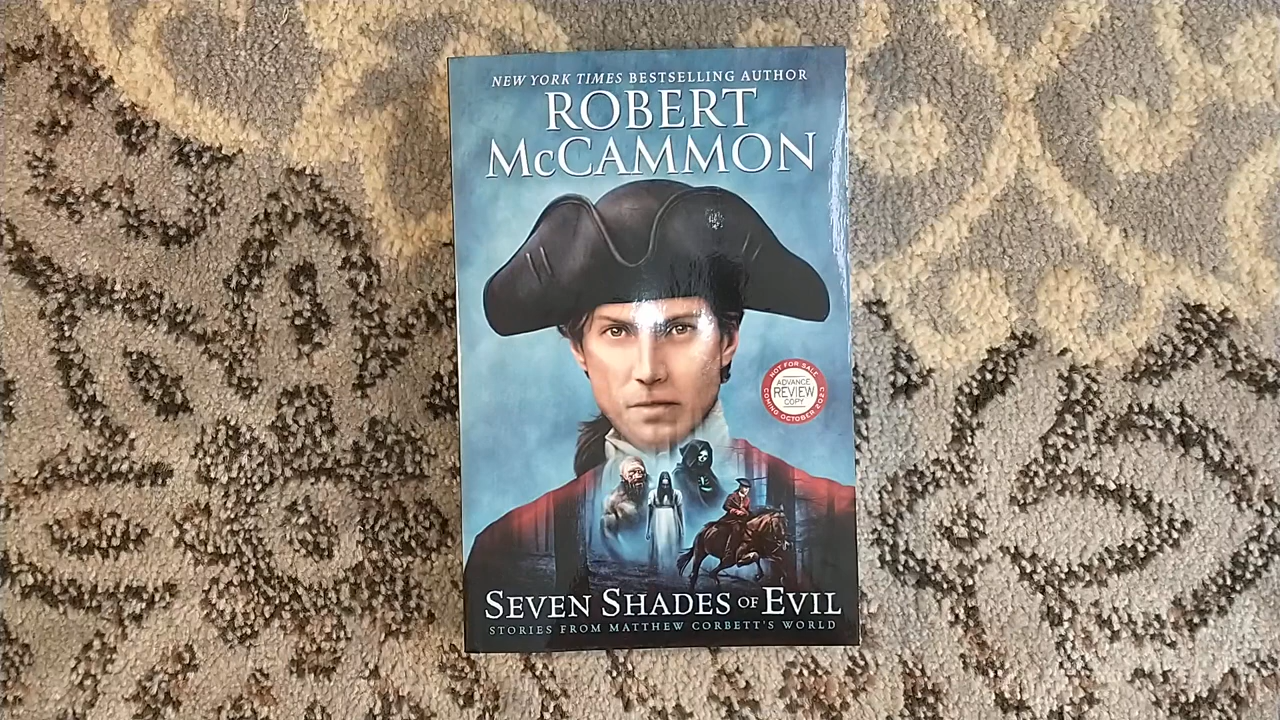 NEW YORK TIMES BESTSELLING AUTHOR
ROBERT
McCAMMON
NOT FOR SALE
ADVANCE
REVIEW
COPY
COMING OCTOBER 2023
SEVEN SHADES OF EVIL
STORIES FROM MATTHEW CORBETT'S WORLD